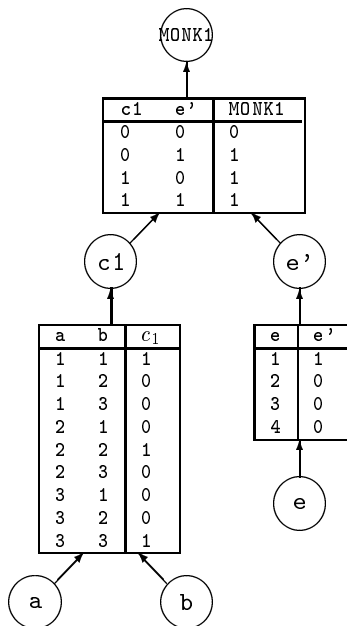 MONK1
c1 e' MONK1
0 0 0
0 1 1
1 0 1
1 1 1
c1
e'
a b c1
1 1 1
1 2 0
1 3 0
2 1 0
2 2 1
2 3 0
3 1 0
3 2 0
3 3 1
e e'
1 1
2 0
3 0
4 0
e
a
b